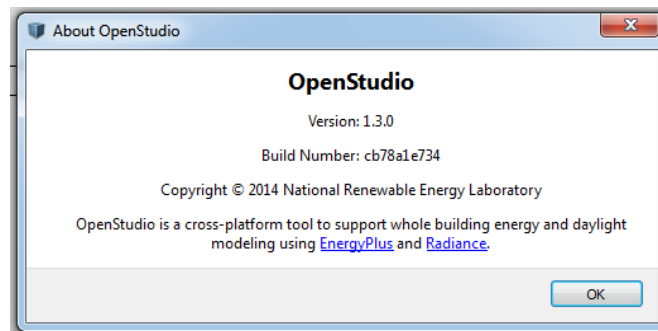 About OpenStudio
OpenStudio
Version: 1.3.0
Build Number: cb78a1e734
Copyright © 2014 National Renewable Energy Laboratory
OpenStudio is a cross-platform tool to support whole building energy and daylight
modeling using EnergyPlus and Radiance.
OK